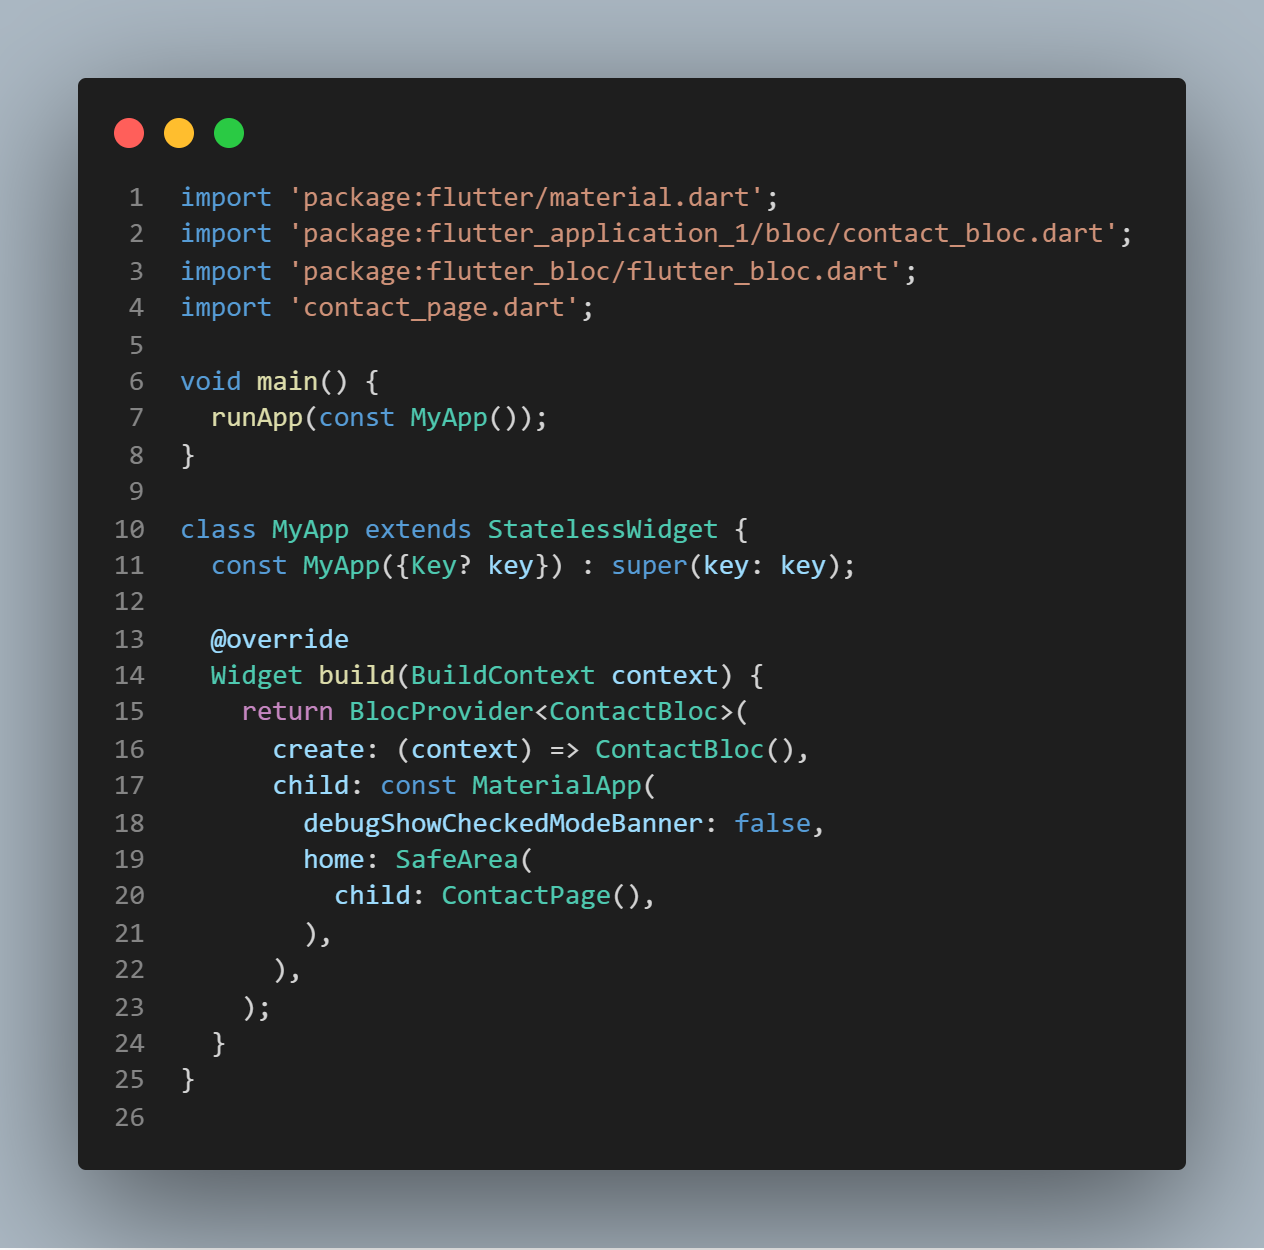 1 import 'package:flutter/material.dart';
2 import 'package:flutter_application_1/bloc/contact_bloc.dart';
3 import 'package:flutter_bloc/flutter_bloc.dart';
4 import 'contact_page.dart';
5
6 void main() {
7   runApp(const MyApp());
8 }
9
10 class MyApp extends StatelessWidget {
11   const MyApp({Key? key}) : super(key: key);
12
13   @override
14   Widget build(BuildContext context) {
15     return BlocProvider<ContactBloc>(
16       create: (context) => ContactBloc(),
17       child: const MaterialApp(
18         debugShowCheckedModeBanner: false,
19         home: SafeArea(
20           child: ContactPage(),
21         ),
22       ),
23     );
24   }
25 }
26